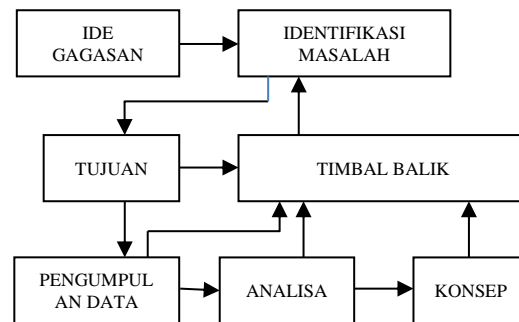 IDE
GAGASAN
IDENTIFIKASI
MASALAH
TUJUAN
TIMBAL BALIK
PENGUMPUL
AN DATA
ANALISA
KONSEP